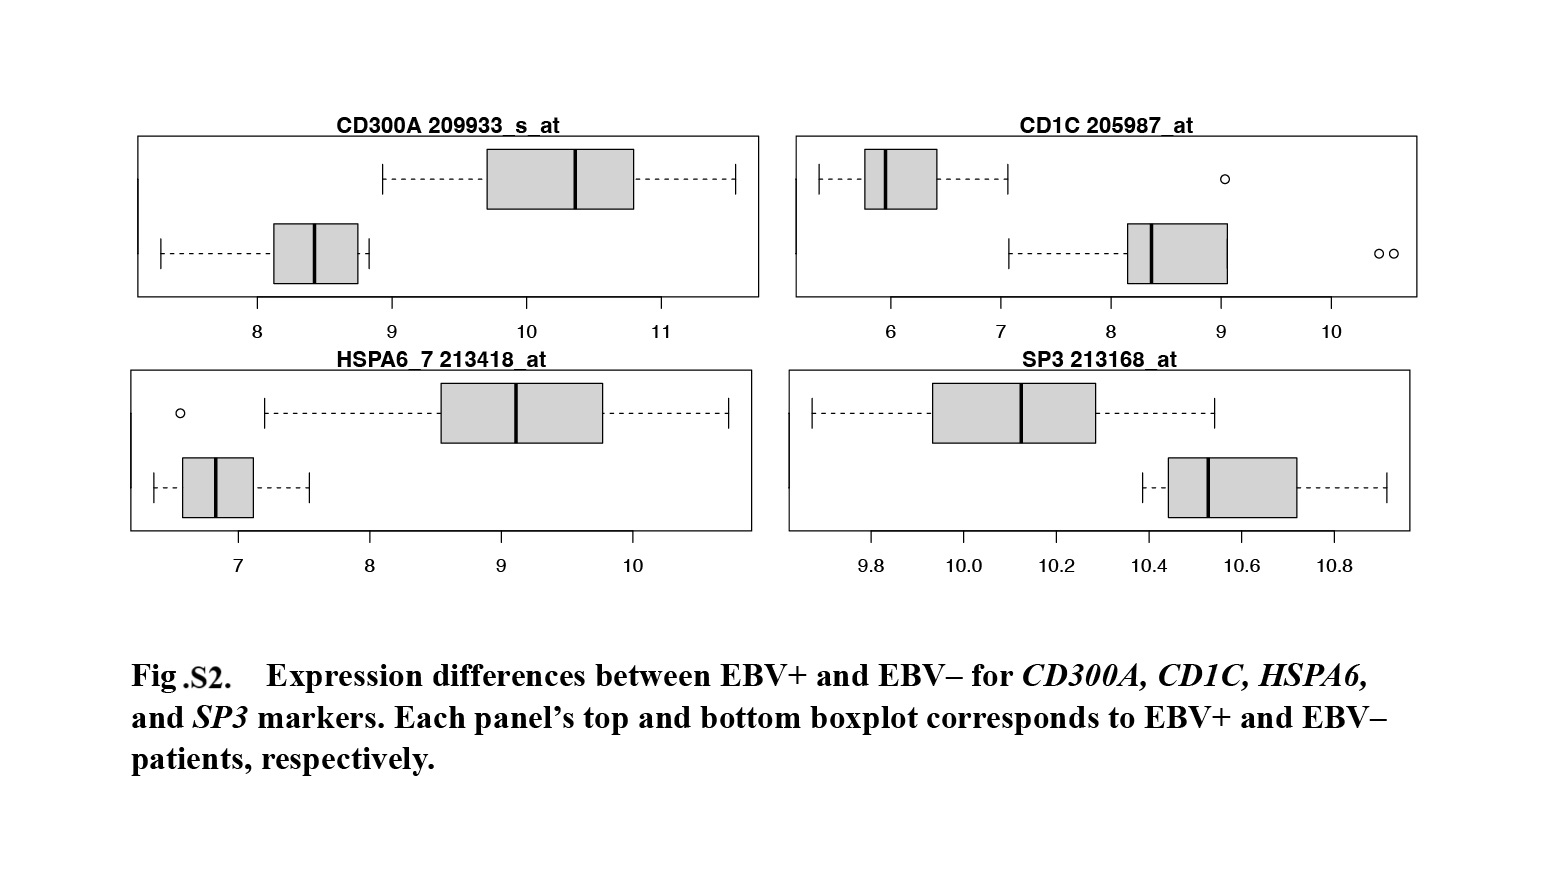 CD300A 209933_s_at
8 9 10 11
CD1C 205987_at
6 7 8 9 10
HSPA6_7 213418_at
7 8 9 10
SP3 213168_at
9.8 10.0 10.2 10.4 10.6 10.8
Fig.S2. Expression differences between EBV+ and EBV– for CD300A, CD1C, HSPA6,
and SP3 markers. Each panel’s top and bottom boxplot corresponds to EBV+ and EBV–
patients, respectively.